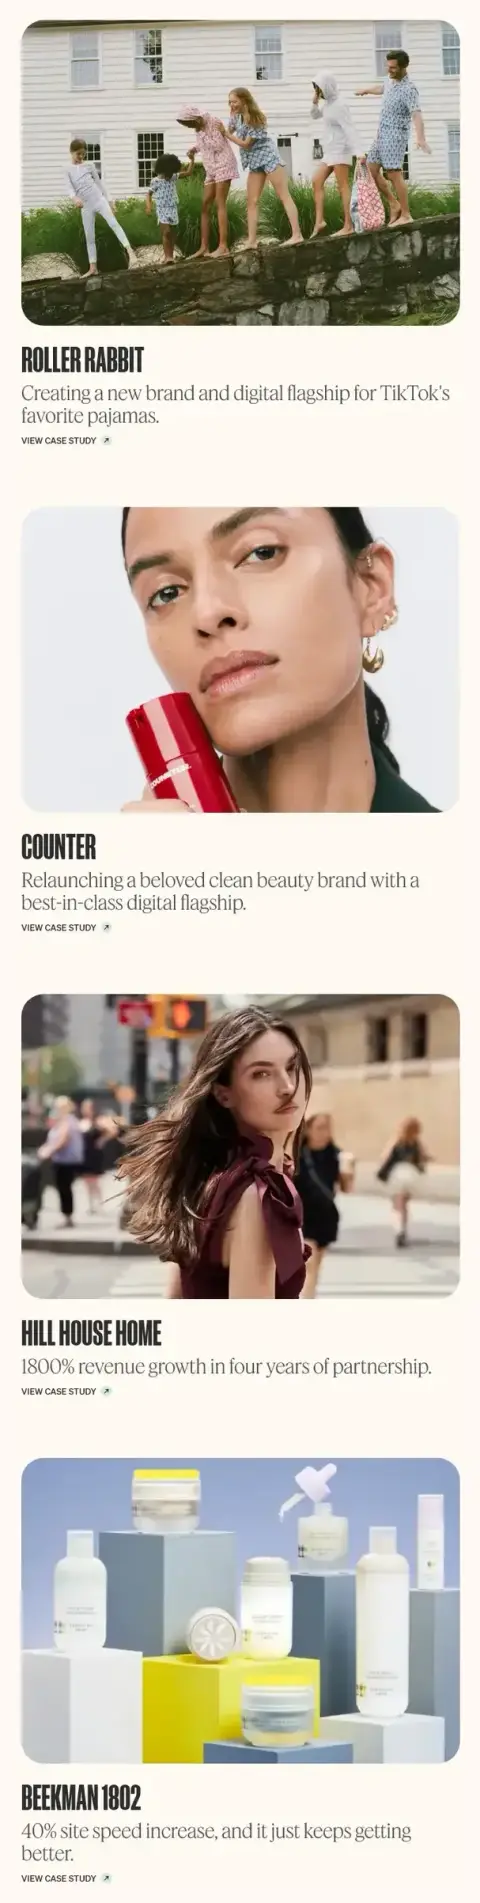 ROLLER RABBIT
Creating a new brand and digital flagship for TikTok's
favorite pajamas.
VIEW CASE STUDY
COUNTER
Relaunching a beloved clean beauty brand with a
best-in-class digital flagship.
VIEW CASE STUDY
HILL HOUSE HOME
1800% revenue growth in four years of partnership.
VIEW CASE STUDY
BEEKMAN 1802
40% site speed increase, and it just keeps getting
better.
VIEW CASE STUDY